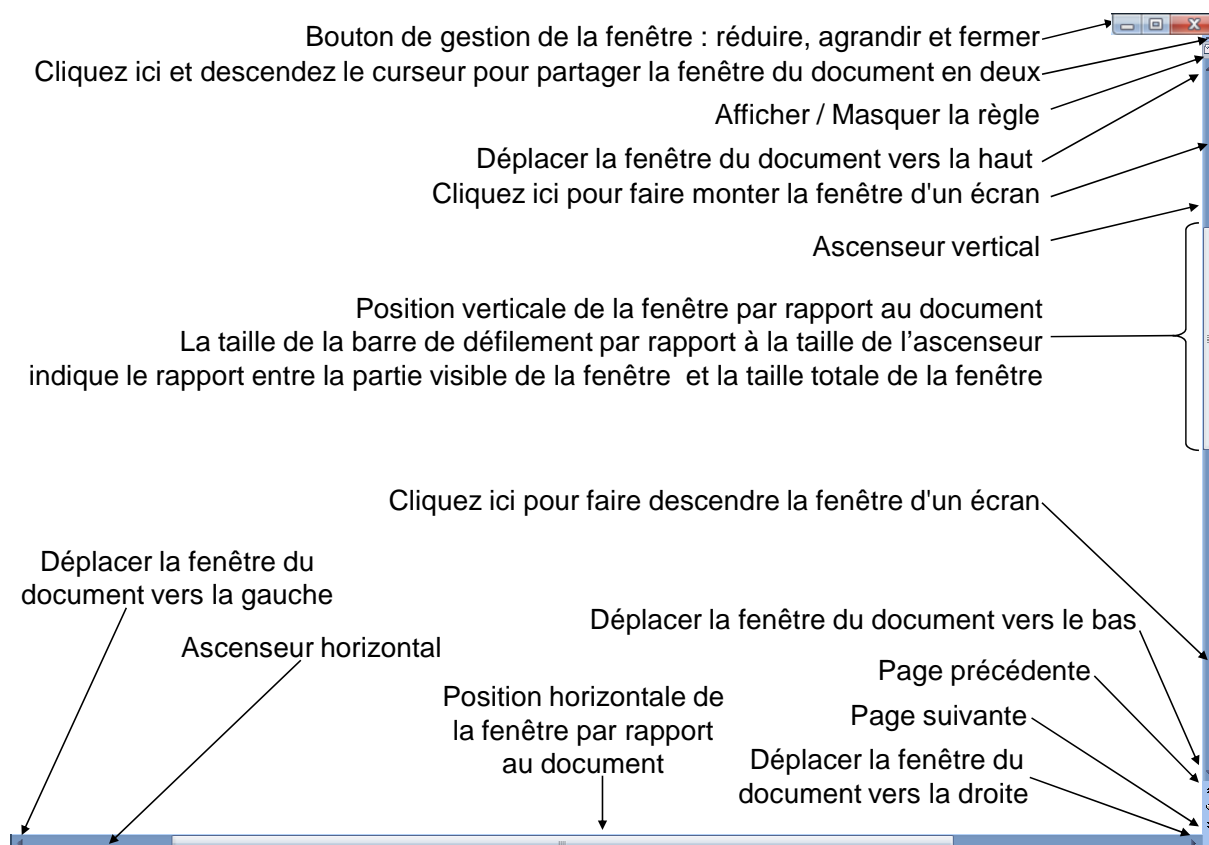 Bouton de gestion de la fenêtre : réduire, agrandir et fermer
Cliquez ici et descendez le curseur pour partager la fenêtre du document en deux
Afficher / Masquer la règle
Déplacer la fenêtre du document vers la haut
Cliquez ici pour faire monter la fenêtre d'un écran
Ascenseur vertical
Position verticale de la fenêtre par rapport au document
La taille de la barre de défilement par rapport à la taille de l’ascenseur
indique le rapport entre la partie visible de la fenêtre et la taille totale de la fenêtre
Cliquez ici pour faire descendre la fenêtre d'un écran
Déplacer la fenêtre du
document vers la gauche
Ascenseur horizontal
Position horizontale de
la fenêtre par rapport
au document
Déplacer la fenêtre du document vers le bas
Page précédente
Page suivante
Déplacer la fenêtre du
document vers la droite